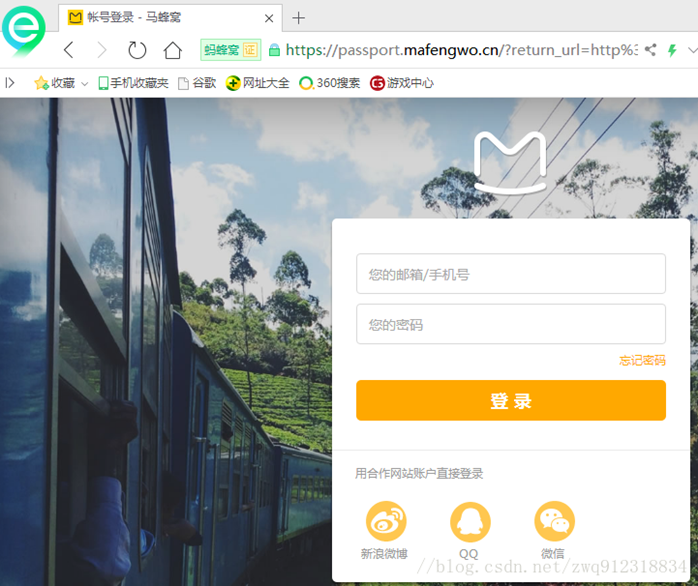 帐号登录 - 马蜂窝
蚂蜂窝 证 https://passport.mafengwo.cn/?return_url=http%3
收藏 手机收藏夹 谷歌 网址大全 360搜索 游戏中心
您的邮箱/手机号
您的密码
忘记密码
登录
用合作网站账户直接登录
新浪微博 QQ 微信
//blog.csdn.net/zwq912318834